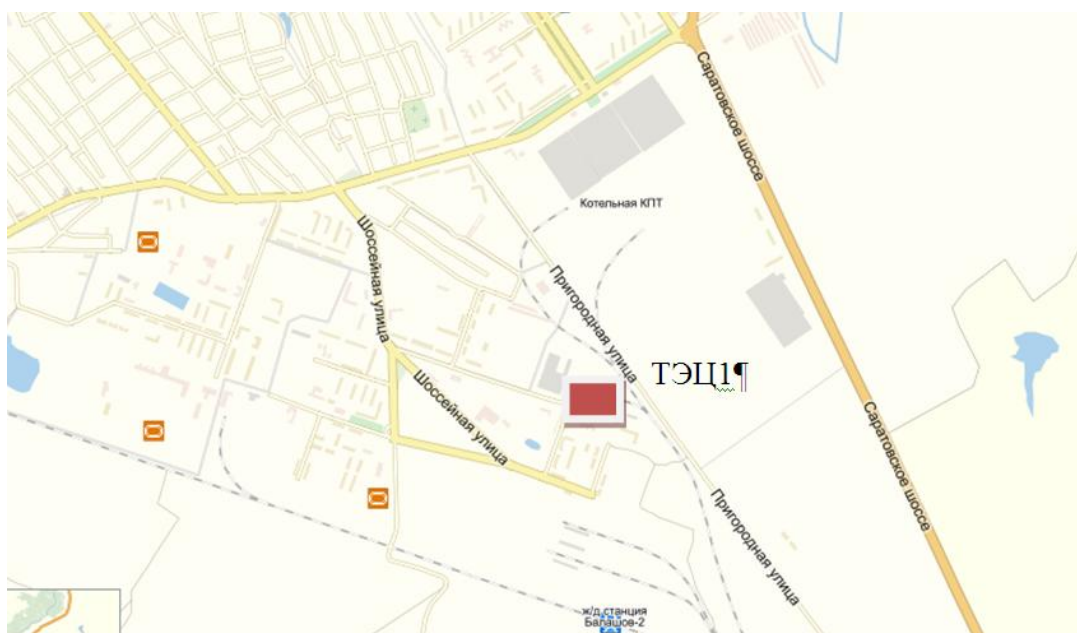 Саратовское шоссе
Котельная КПТ
Шоссейная улица
Пригородная улица
ТЭЦ1¶
Шоссейная улица
Саратовское шоссе
Пригородная улица
ж/д станция
Балашов-2